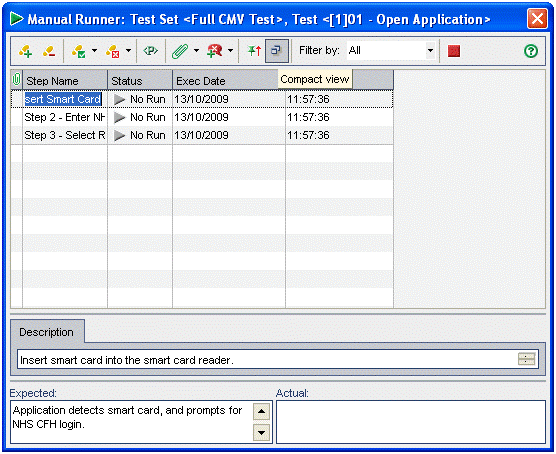 Manual Runner: Test Set <Full CMV Test>, Test <[1]01 - Open Application>
<P> Filter by: All
Compact view
Step Name Status Exec Date
sert Smart Card No Run 13/10/2009 11:57:36
Step 2 - Enter NH No Run 13/10/2009 11:57:36
Step 3 - Select R No Run 13/10/2009 11:57:36
Description
Insert smart card into the smart card reader.
Expected: Actual:
Application detects smart card, and prompts for
NHS CFH login.